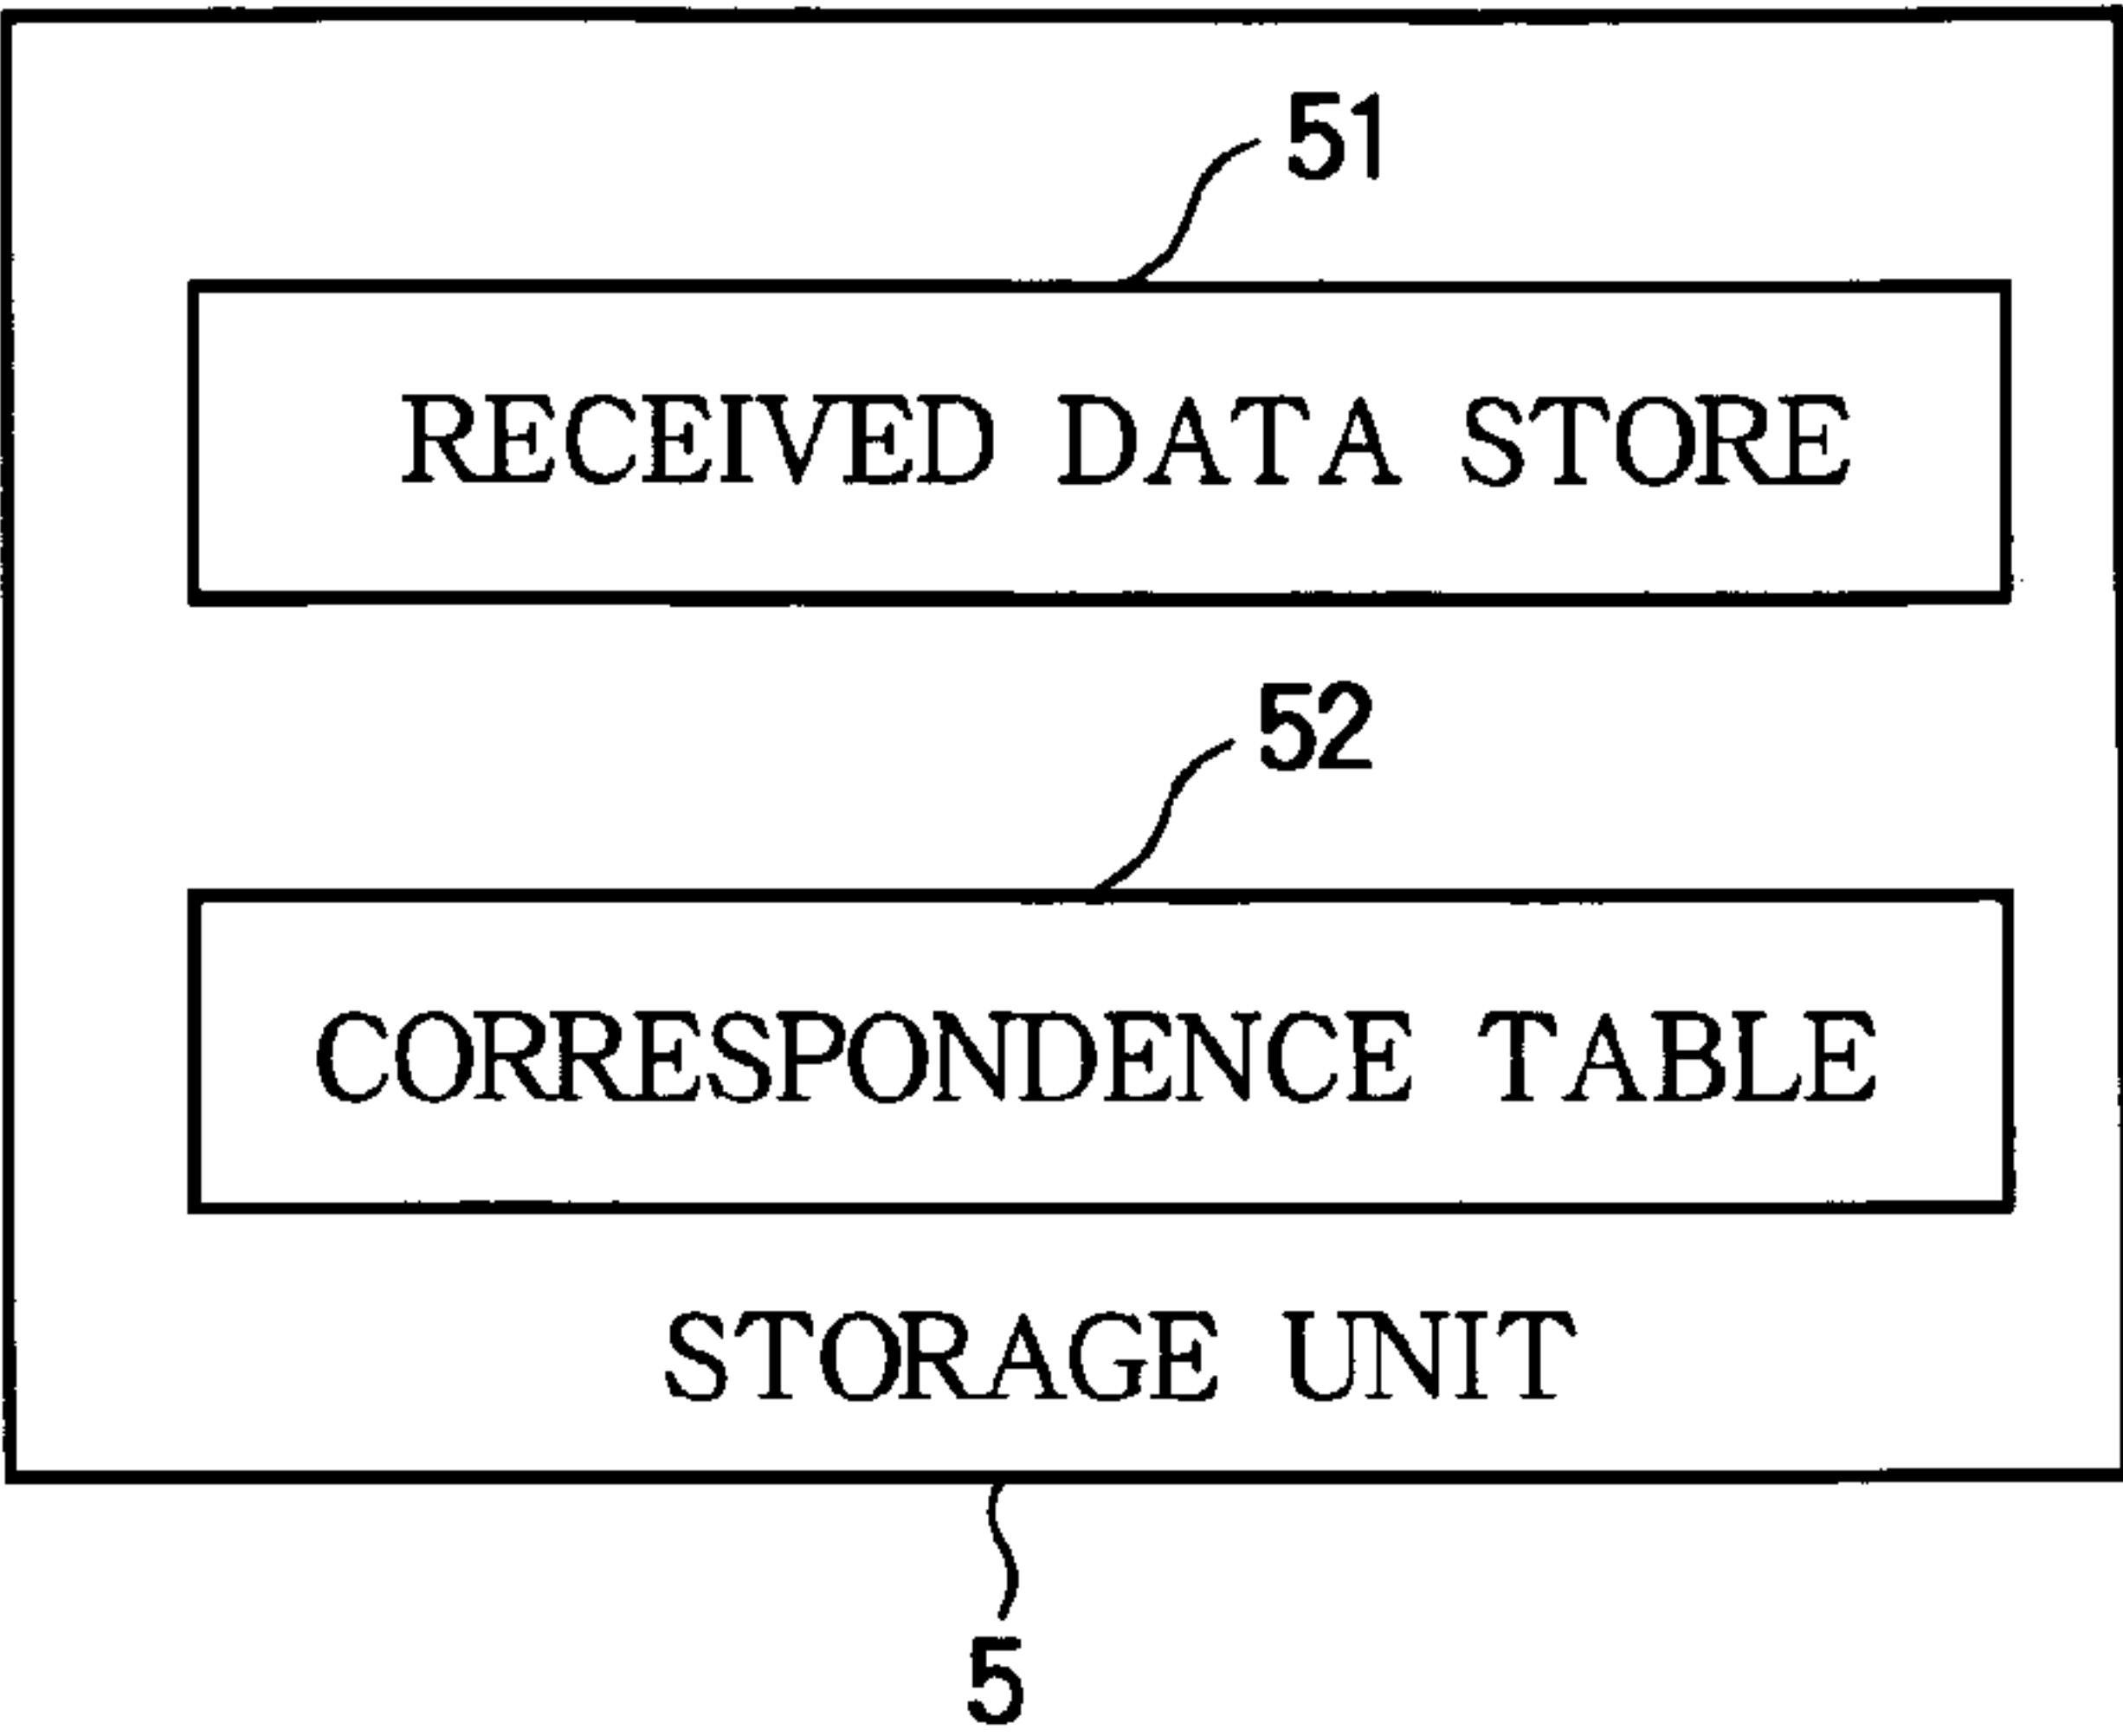 51
RECEIVED DATA STORE
52
CORRESPONDENCE TABLE
STORAGE UNIT
5